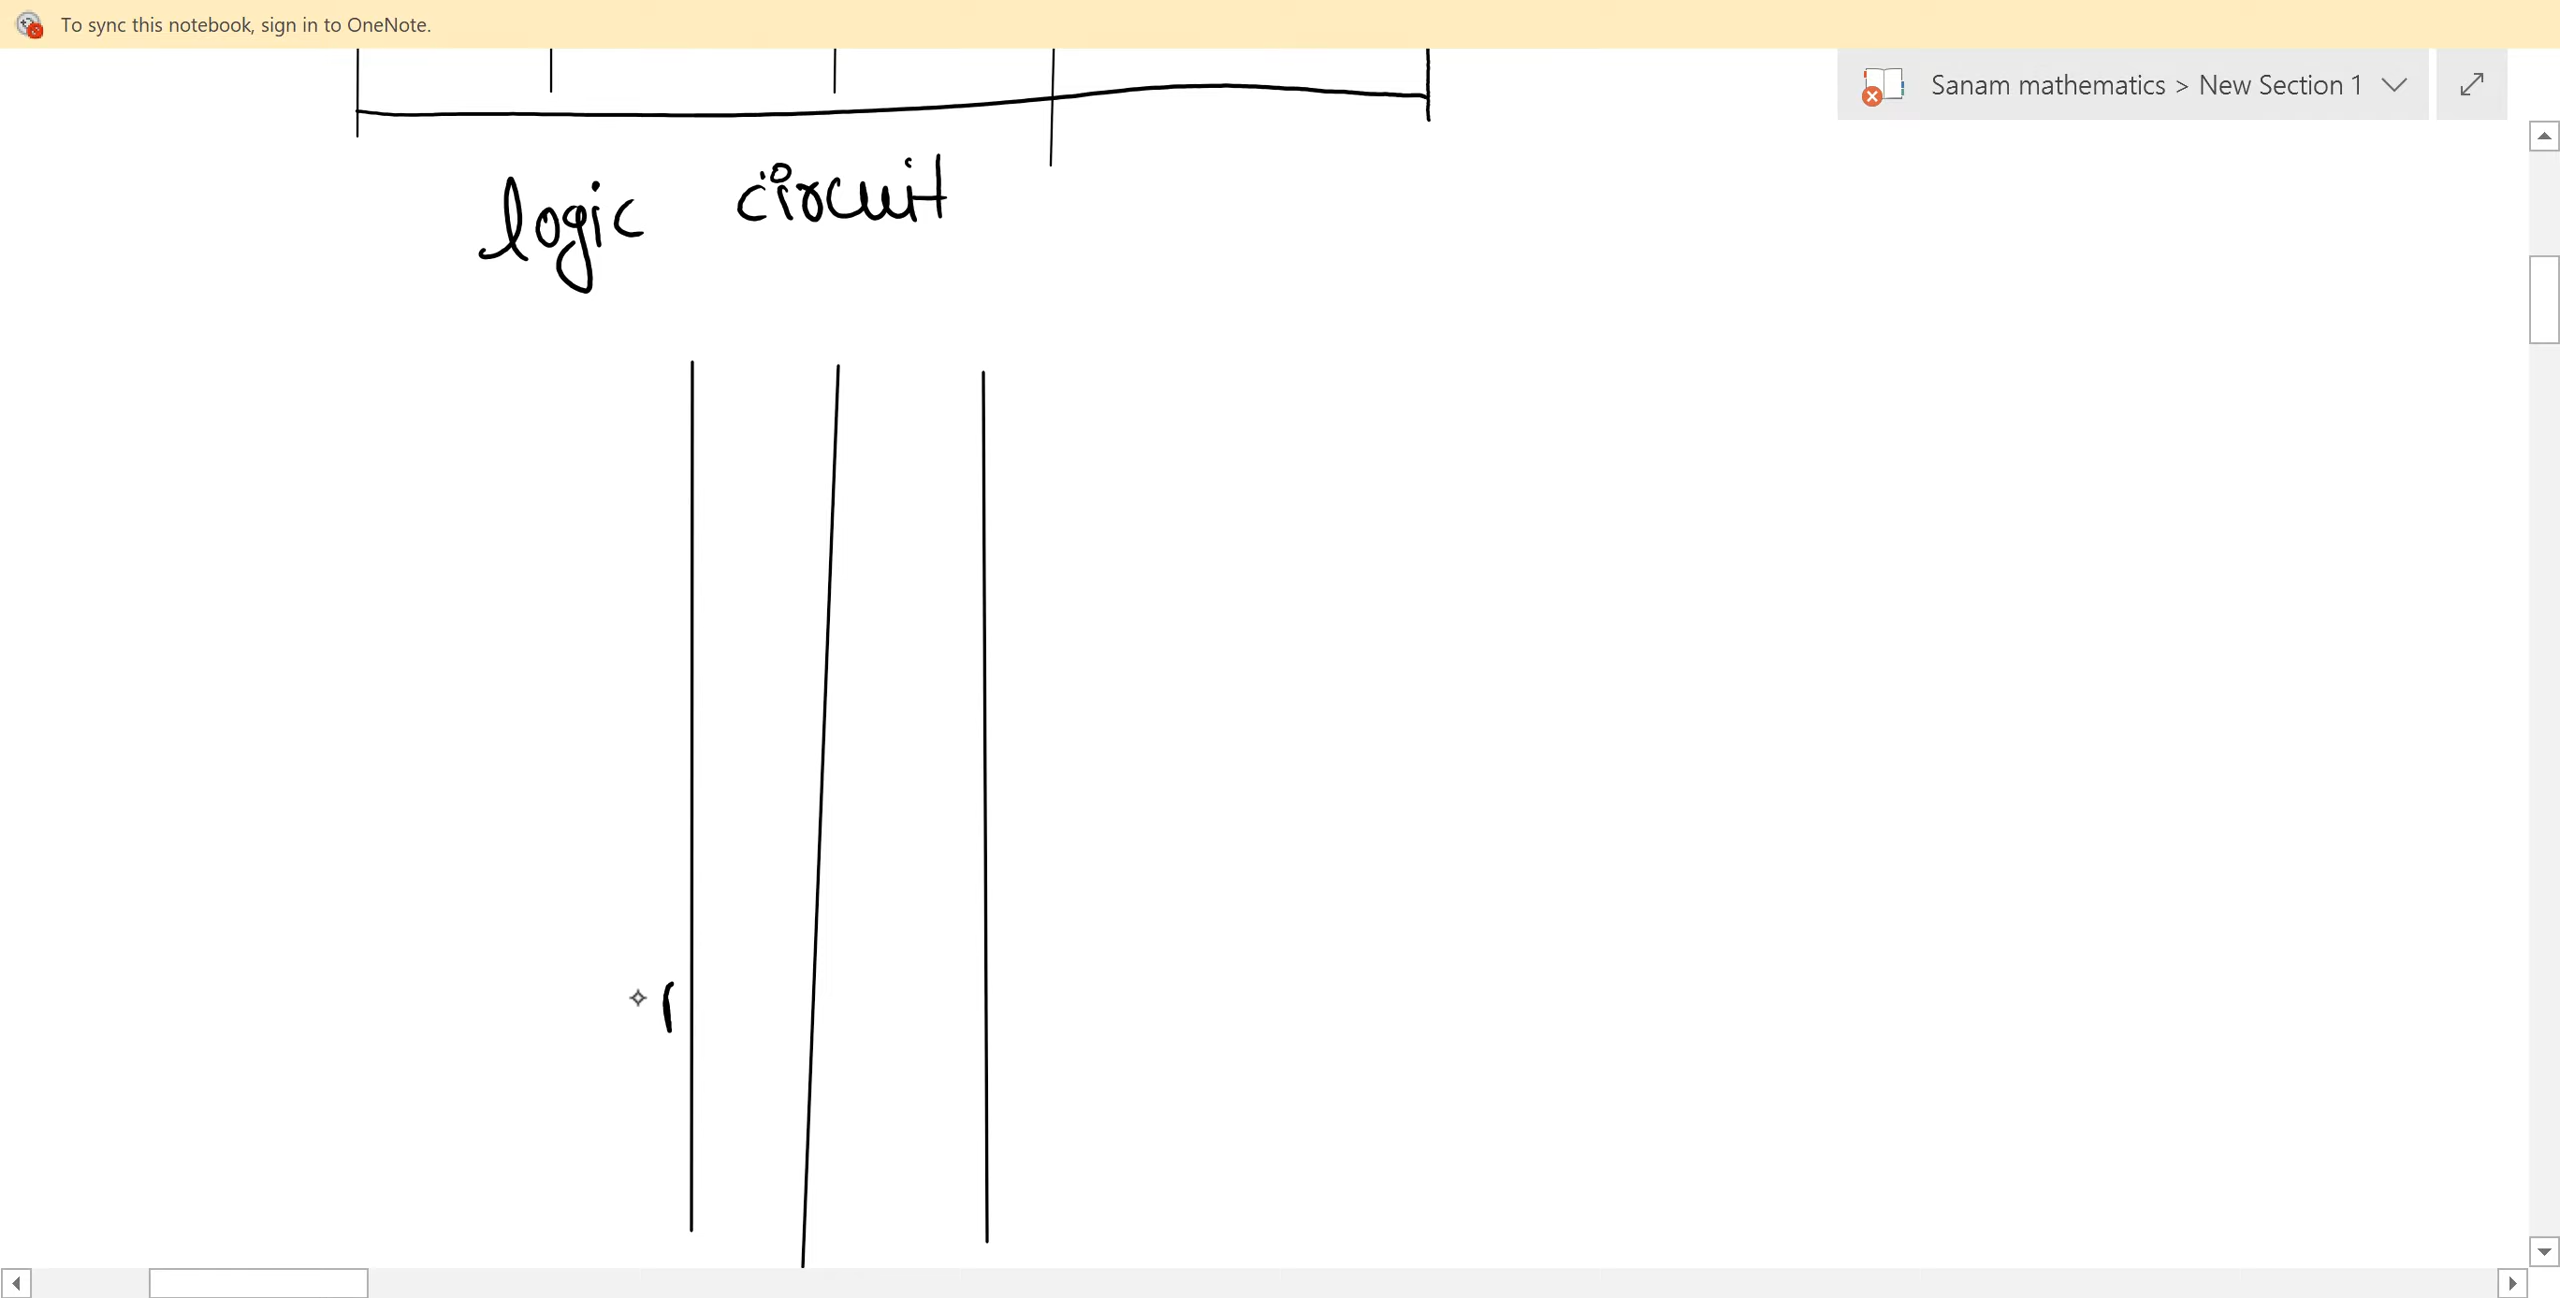 To sync this notebook, sign in to OneNote.
Sanam mathematics > New Section 1
logic circuit